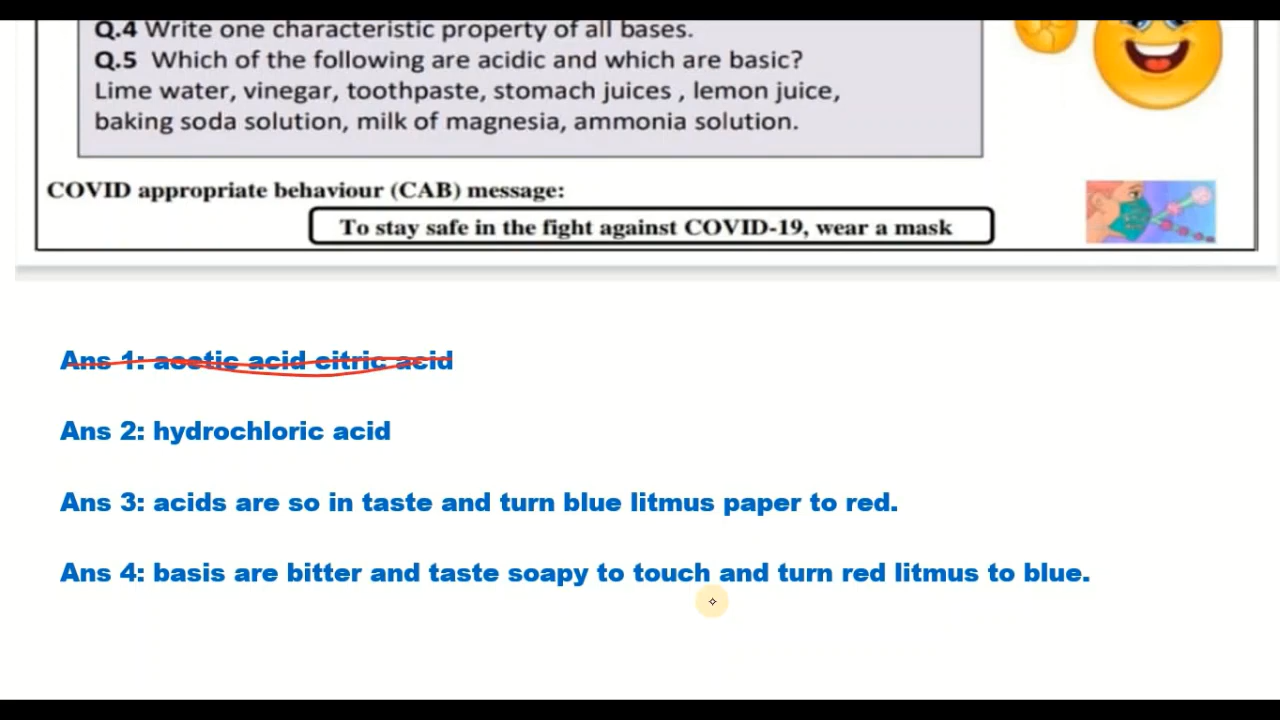 Q.4 Write one characteristic property of all bases.
Q.5 Which of the following are acidic and which are basic?
Lime water, vinegar, toothpaste, stomach juices , lemon juice,
baking soda solution, milk of magnesia, ammonia solution.
COVID appropriate behaviour (CAB) message:
To stay safe in the fight against COVID-19, wear a mask
Ans 1: acetic acid citric acid
Ans 2: hydrochloric acid
Ans 3: acids are so in taste and turn blue litmus paper to red.
Ans 4: basis are bitter and taste soapy to touch and turn red litmus to blue.